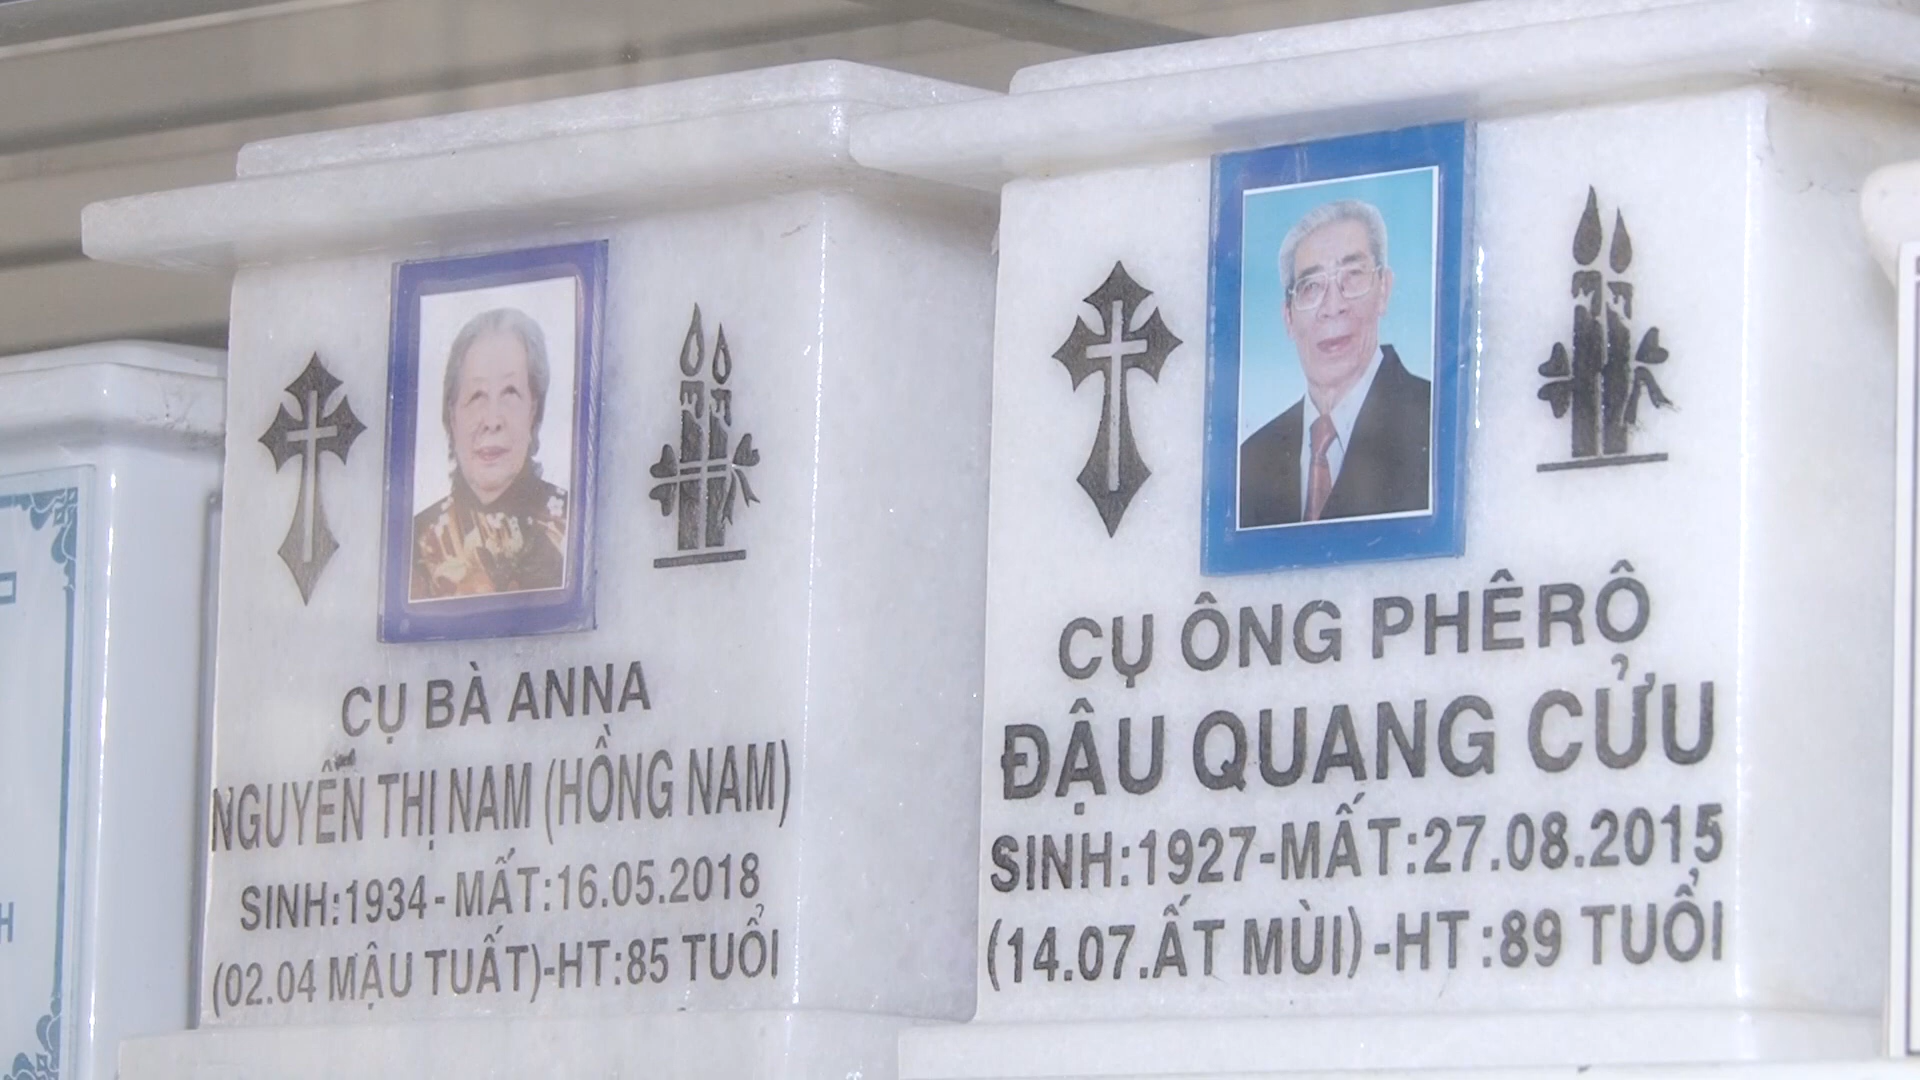 CỤ BÀ ANNA
NGUYỄN THỊ NAM (HỒNG NAM)
SINH:1934 - MẤT:16.05.2018
(02.04 MẬU TUẤT)-HT:85 TUỔI
CỤ ÔNG PHÊRÔ
ĐẬU QUANG CỬU
SINH:1927-MẤT:27.08.2015
(14.07.ẤT MÙI) -HT :89 TUỔI